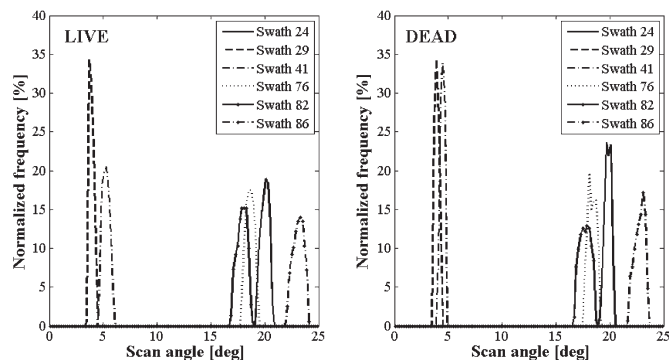 LIVE
Normalized frequency [%]
40
35
30
25
20
15
10
5
0
0 5 10 15 20 25
Scan angle [deg]
Swath 24
Swath 29
Swath 41
Swath 76
Swath 82
Swath 86
DEAD
Normalized frequency [%]
40
35
30
25
20
15
10
5
0
0 5 10 15 20 25
Scan angle [deg]
Swath 24
Swath 29
Swath 41
Swath 76
Swath 82
Swath 86